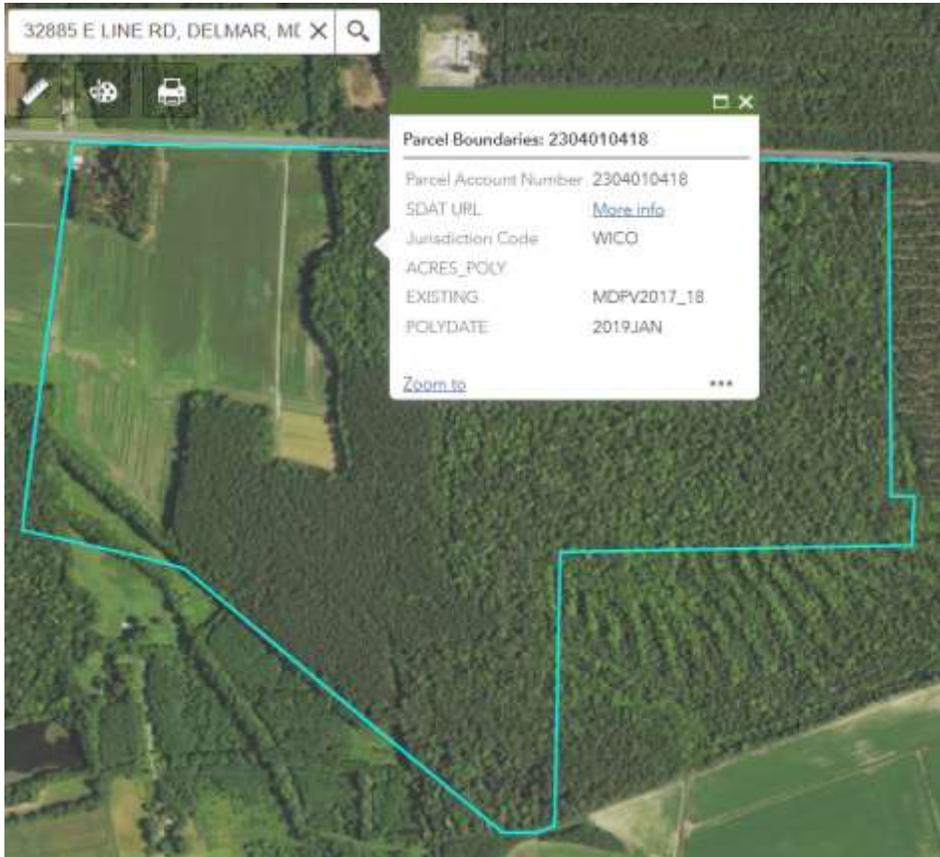 32885 E LINE RD, DELMAR, MD
Parcel Boundaries: 2304010418
Parcel Account Number 2304010418
SDAT URL More info
Jurisdiction Code WICO
ACRES_POLY
EXISTING MDPV2017_18
POLYDATE 2019JAN
Zoom to